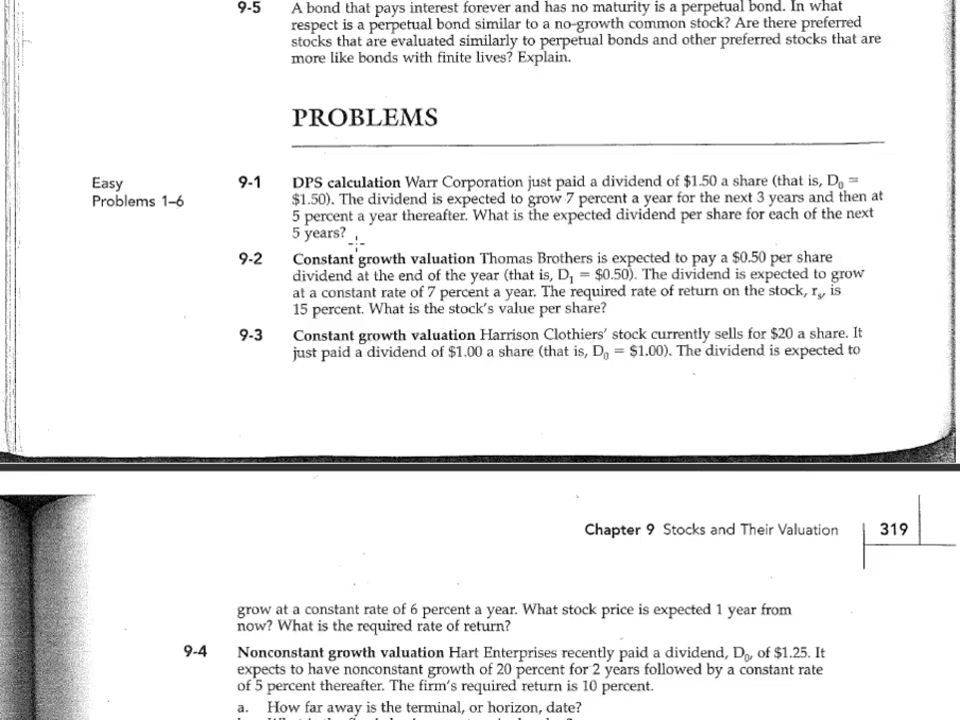 9-5 A bond that pays interest forever and has no maturity is a perpetual bond. In what
respect is a perpetual bond similar to a no-growth common stock? Are there preferred
stocks that are evaluated similarly to perpetual bonds and other preferred stocks that are
more like bonds with finite lives? Explain.
PROBLEMS
Easy
Problems 1–6
9-1 DPS calculation Warr Corporation just paid a dividend of $1.50 a share (that is, D₀ =
$1.50). The dividend is expected to grow 7 percent a year for the next 3 years and then at
5 percent a year thereafter. What is the expected dividend per share for each of the next
5 years?
9-2 Constant growth valuation Thomas Brothers is expected to pay a $0.50 per share
dividend at the end of the year (that is, D₁ = $0.50). The dividend is expected to grow
at a constant rate of 7 percent a year. The required rate of return on the stock, rₛ, is
15 percent. What is the stock's value per share?
9-3 Constant growth valuation Harrison Clothiers' stock currently sells for $20 a share. It
just paid a dividend of $1.00 a share (that is, D₀ = $1.00). The dividend is expected to
Chapter 9 Stocks and Their Valuation 319
grow at a constant rate of 6 percent a year. What stock price is expected 1 year from
now? What is the required rate of return?
9-4 Nonconstant growth valuation Hart Enterprises recently paid a dividend, D₀, of $1.25. It
expects to have nonconstant growth of 20 percent for 2 years followed by a constant rate
of 5 percent thereafter. The firm's required return is 10 percent.
a. How far away is the terminal, or horizon, date?